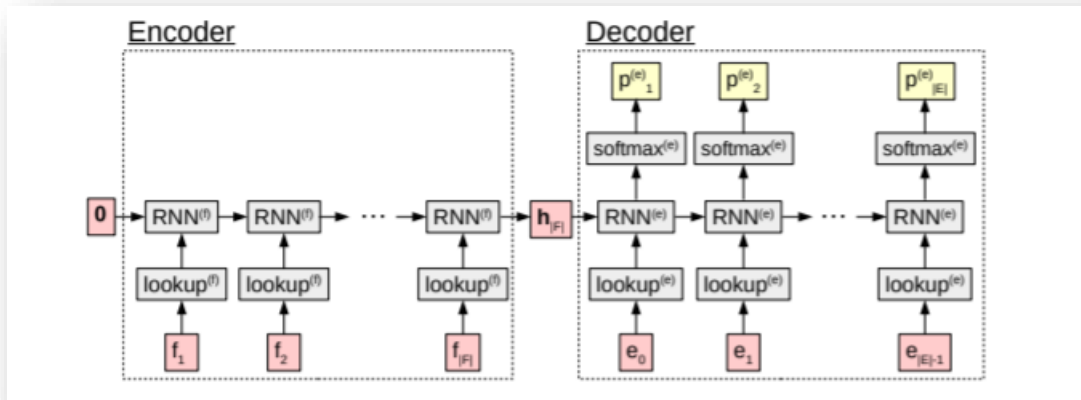 Encoder Decoder
p(e)1 p(e)2 p(e)|E|
softmax(e) softmax(e) softmax(e)
0 RNN(f) RNN(f) ... RNN(f) h|F| RNN(e) RNN(e) ... RNN(e)
lookup(f) lookup(f) lookup(f) lookup(e) lookup(e) lookup(e)
f1 f2 f|F| e0 e1 e|E|-1